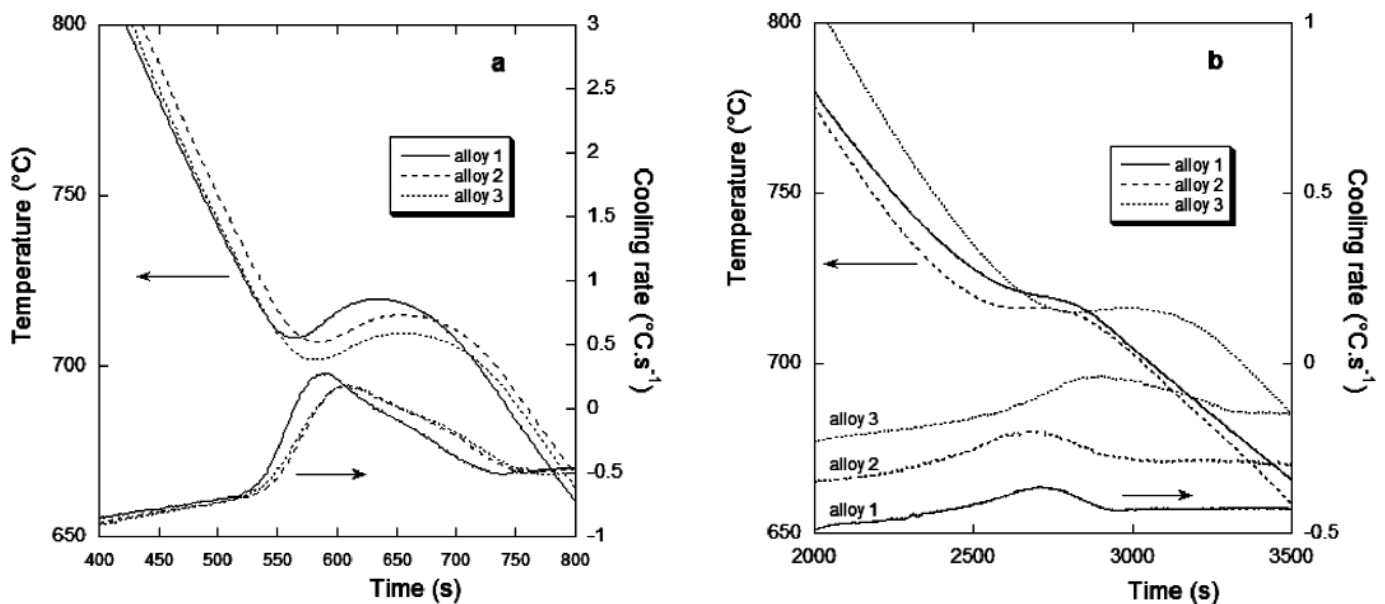 a
Temperature (°C)
800
750
700
650
alloy 1
alloy 2
alloy 3
3
2.5
2
1.5
1
0.5
0
-0.5
-1
Cooling rate (°C.s-1)
400
450
500
550
600
650
700
750
800
Time (s)
b
Temperature (°C)
800
750
700
650
alloy 1
alloy 2
alloy 3
alloy 3
alloy 2
alloy 1
1
0.5
0
-0.5
Cooling rate (°C.s-1)
2000
2500
3000
3500
Time (s)